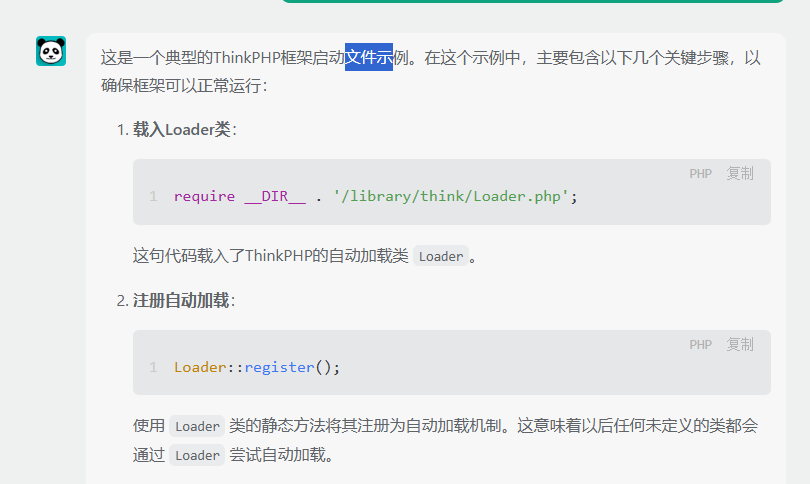 这是一个典型的ThinkPHP框架启动文件示例。在这个示例中，主要包含以下几个关键步骤，以
确保框架可以正常运行：
1. 载入Loader类：
PHP 复制
1 require __DIR__ . '/library/think/Loader.php';
这句代码载入了ThinkPHP的自动加载类 Loader 。
2. 注册自动加载：
PHP 复制
1 Loader::register();
使用 Loader 类的静态方法将其注册为自动加载机制。这意味着以后任何未定义的类都会
通过 Loader 尝试自动加载。